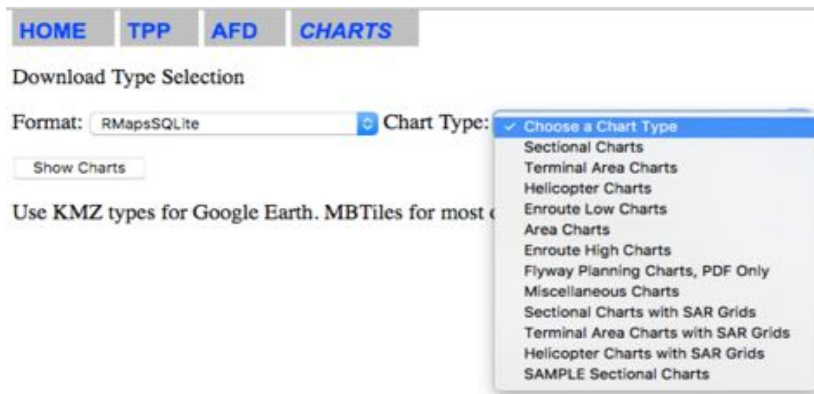 HOME TPP AFD CHARTS
Download Type Selection
Format: RMapsSQLite Chart Type: ✓ Choose a Chart Type
Sectional Charts
Terminal Area Charts
Helicopter Charts
Enroute Low Charts
Area Charts
Enroute High Charts
Flyway Planning Charts, PDF Only
Miscellaneous Charts
Sectional Charts with SAR Grids
Terminal Area Charts with SAR Grids
Helicopter Charts with SAR Grids
SAMPLE Sectional Charts
Show Charts
Use KMZ types for Google Earth. MBTiles for most